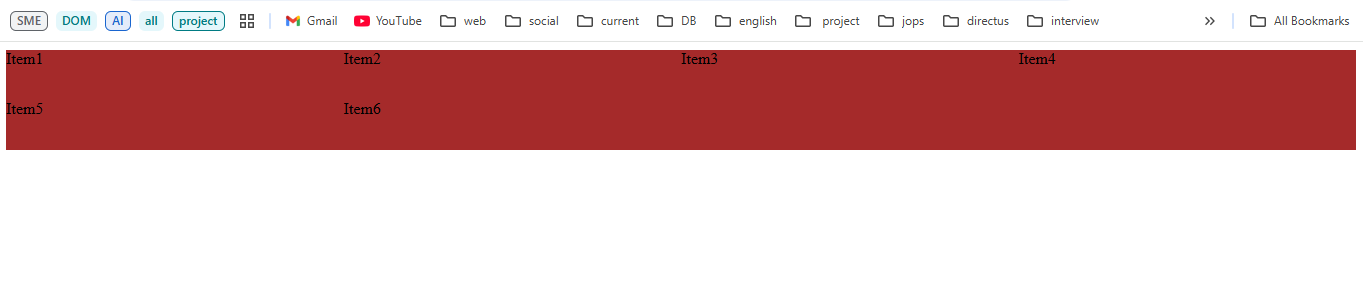 SME DOM AI all project Gmail YouTube web social current DB english project jops directus interview » All Bookmarks
Item1 Item2 Item3 Item4
Item5 Item6